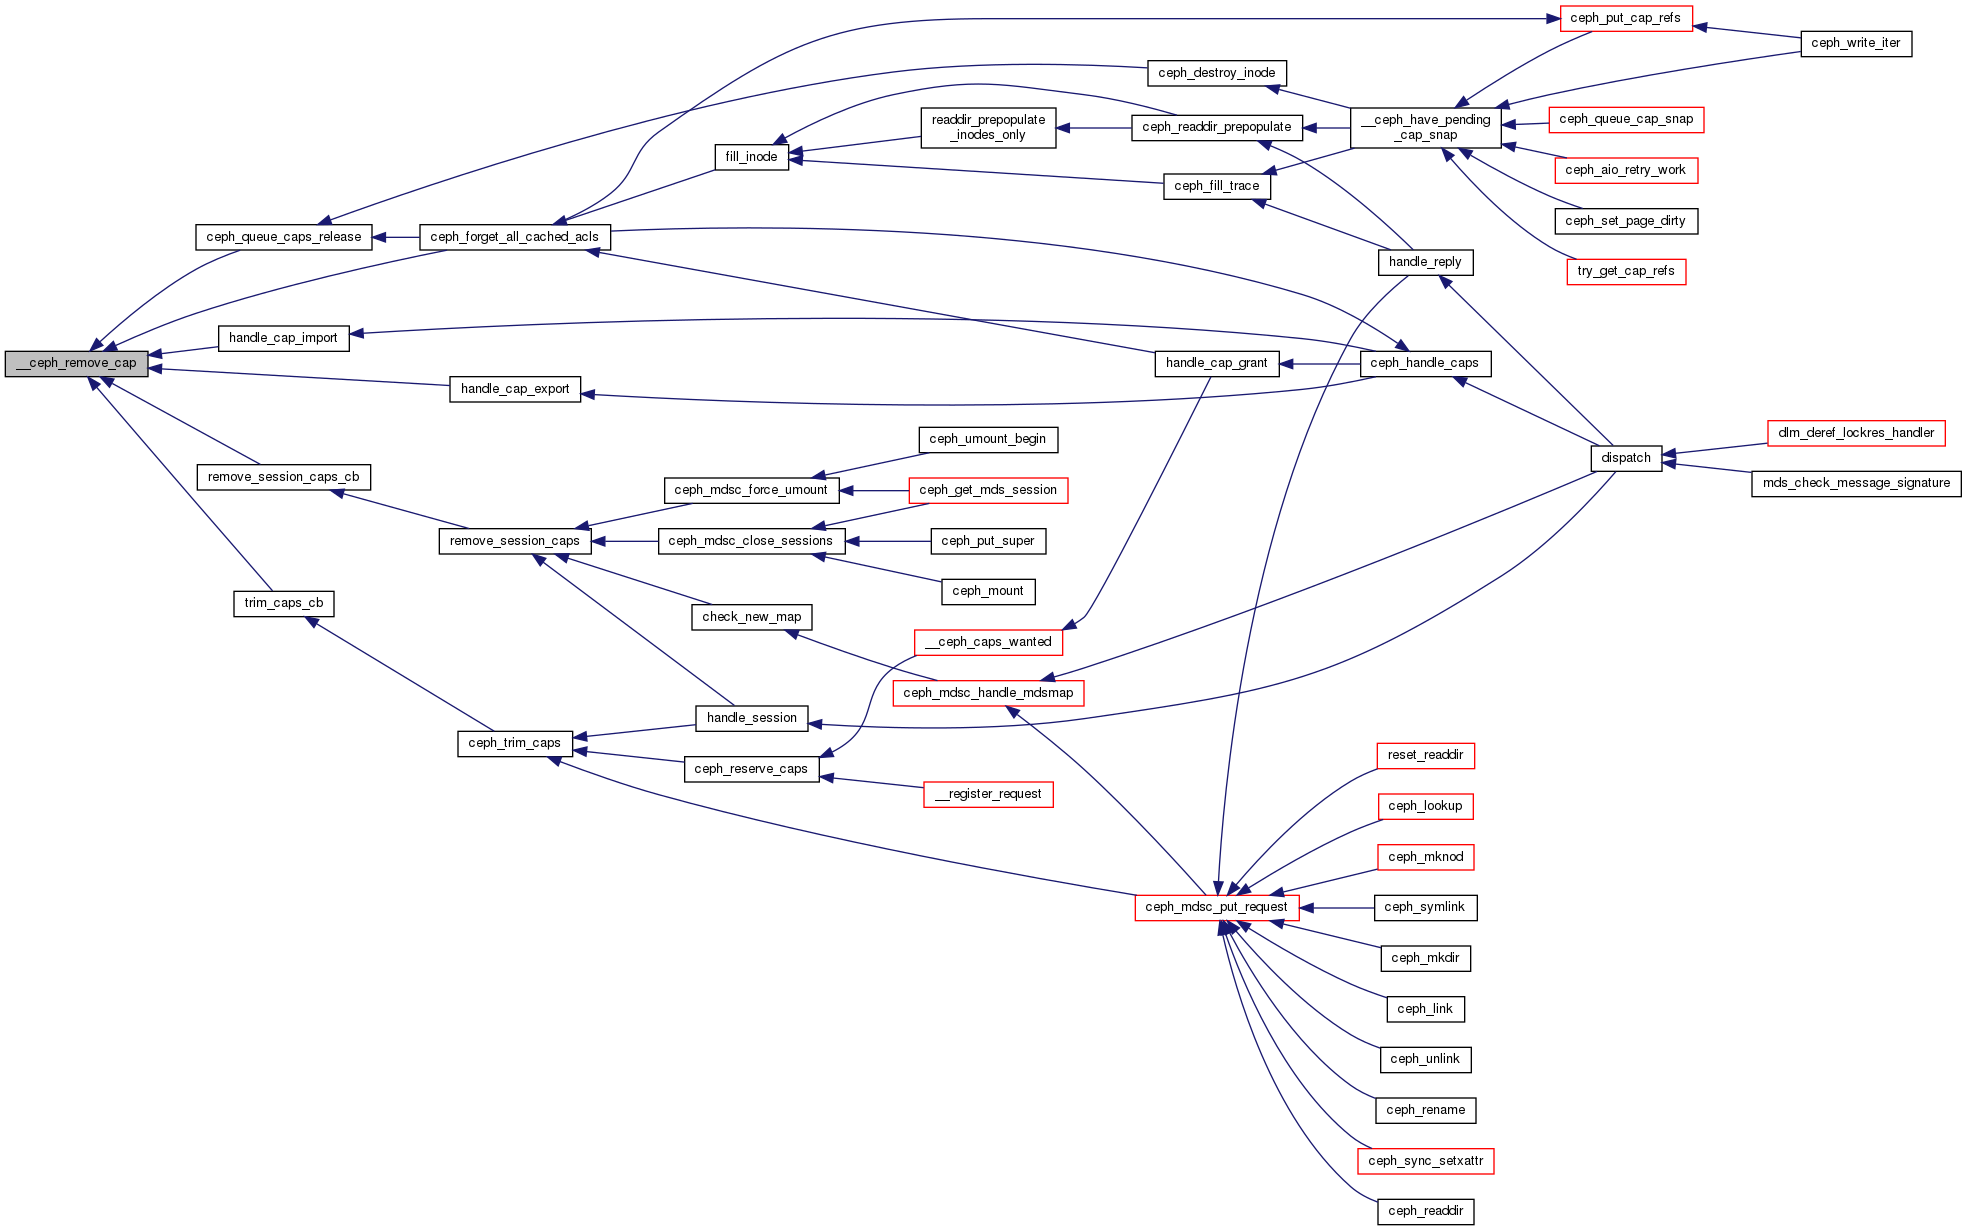 ceph_put_cap_refs
ceph_write_iter
ceph_destroy_inode
readdir_prepopulate
_inodes_only
ceph_readdir_prepopulate
__ceph_have_pending
_cap_snap
ceph_queue_cap_snap
fill_inode
ceph_aio_retry_work
ceph_fill_trace
ceph_set_page_dirty
ceph_queue_caps_release
ceph_forget_all_cached_acls
handle_reply
try_get_cap_refs
handle_cap_import
__ceph_remove_cap
handle_cap_grant
ceph_handle_caps
handle_cap_export
ceph_umount_begin
dlm_deref_lockres_handler
dispatch
remove_session_caps_cb
ceph_mdsc_force_umount
ceph_get_mds_session
mds_check_message_signature
remove_session_caps
ceph_mdsc_close_sessions
ceph_put_super
ceph_mount
trim_caps_cb
check_new_map
__ceph_caps_wanted
ceph_mdsc_handle_mdsmap
handle_session
ceph_trim_caps
ceph_reserve_caps
reset_readdir
__register_request
ceph_lookup
ceph_mknod
ceph_mdsc_put_request
ceph_symlink
ceph_mkdir
ceph_link
ceph_unlink
ceph_rename
ceph_sync_setxattr
ceph_readdir